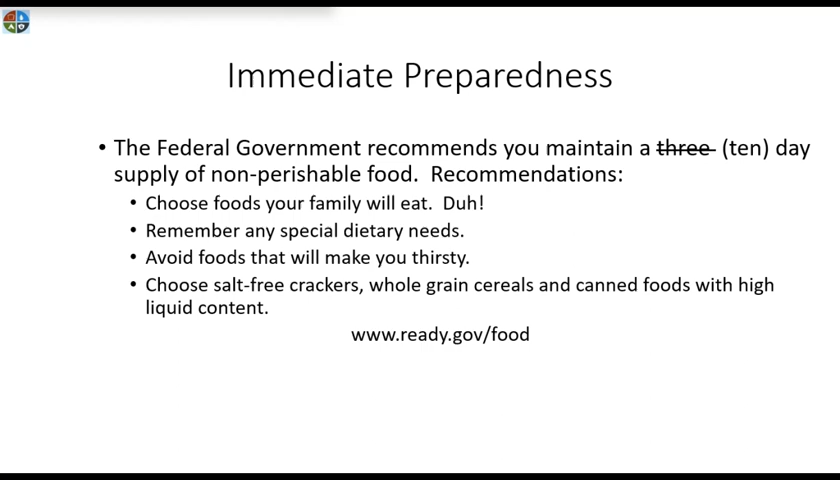 Immediate Preparedness
• The Federal Government recommends you maintain a three (ten) day
supply of non-perishable food. Recommendations:
• Choose foods your family will eat. Duh!
• Remember any special dietary needs.
• Avoid foods that will make you thirsty.
• Choose salt-free crackers, whole grain cereals and canned foods with high
liquid content.
www.ready.gov/food